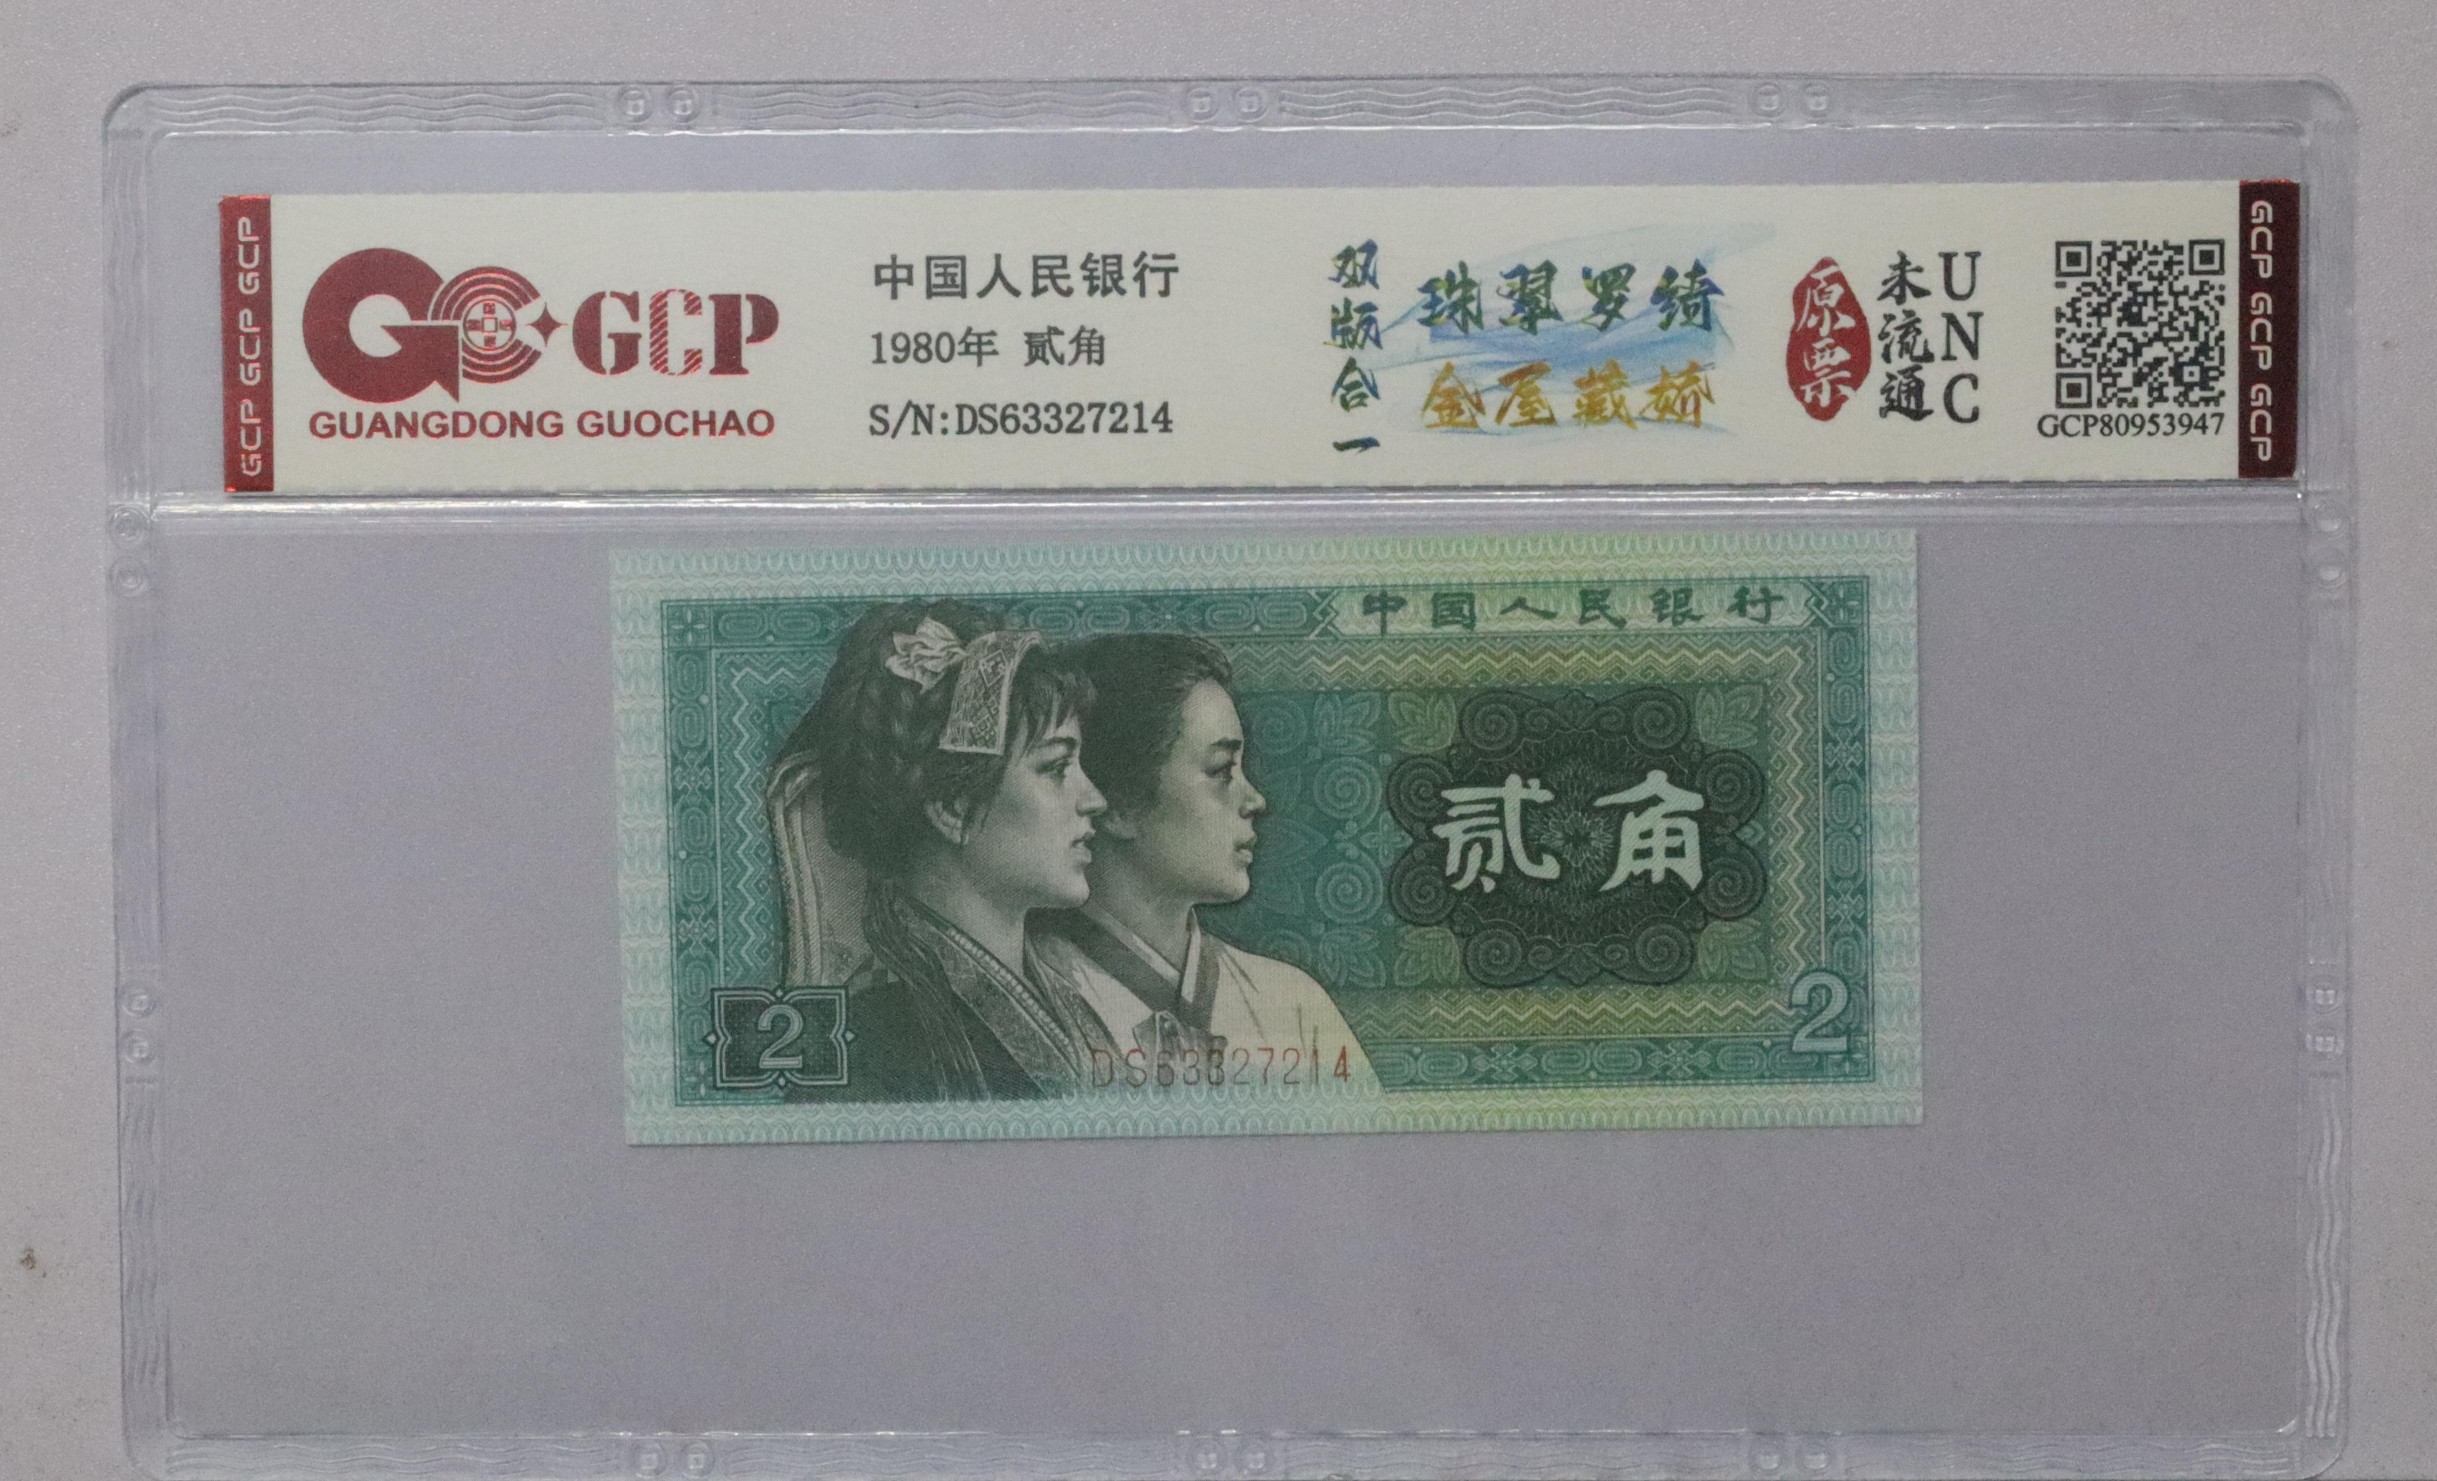 GCP GCP GCP
GCP
GUANGDONG GUOCHAO
中国人民银行
1980年 贰角
S/N:DS63327214
双版合一
珠翠罗绮
金屋藏娇
原票
未流通
UNC
GCP80953947
GCP GCP GCP
中国人民银行
贰角
2
2
DS63327214